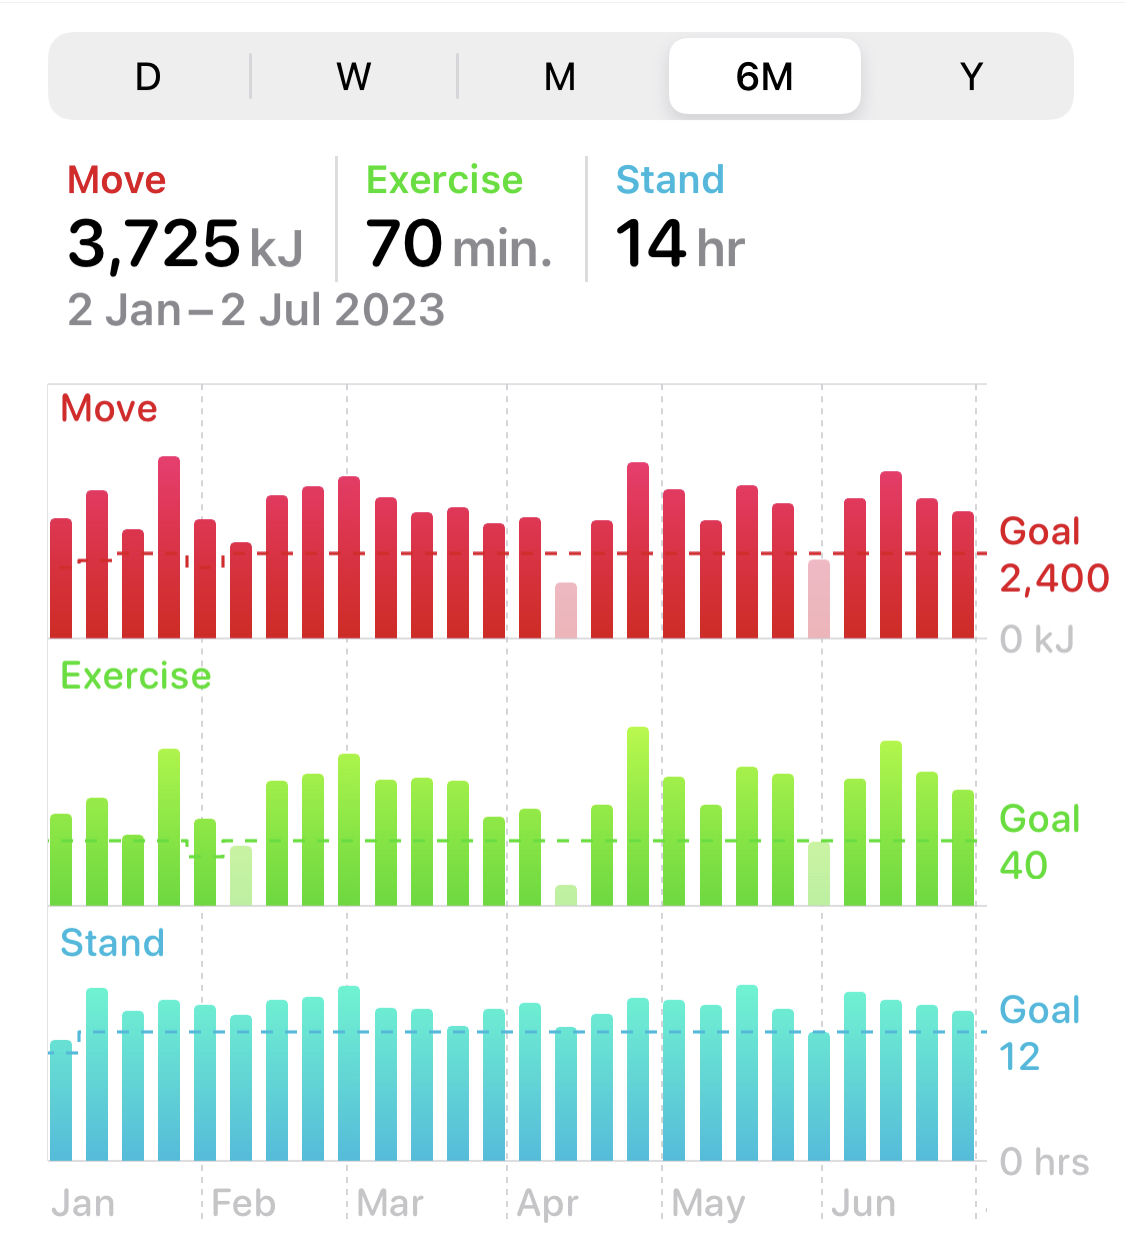 D W M 6M Y
Move Exercise Stand
3,725 kJ 70 min. 14 hr
2 Jan – 2 Jul 2023
Move
Goal
2,400
0 kJ
Exercise
Goal
40
Stand
Goal
12
0 hrs
Jan Feb Mar Apr May Jun